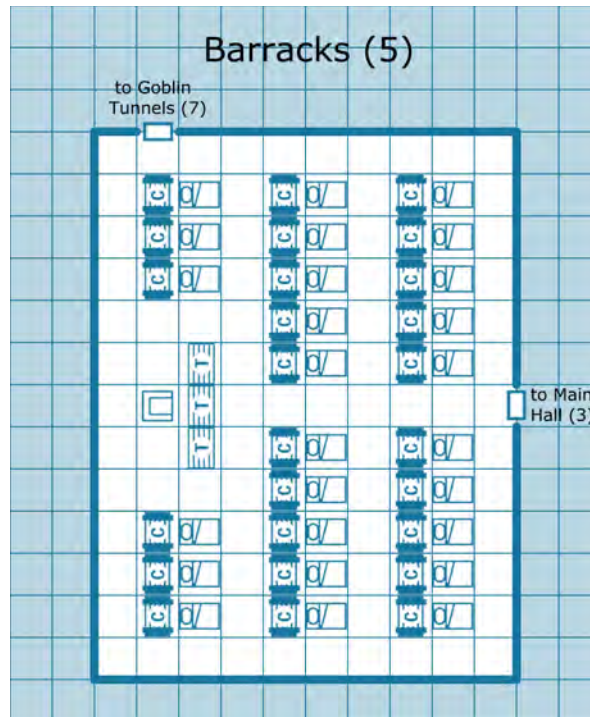 Barracks (5)
to Goblin
Tunnels (7)
C C C
C C C
C C C
C C
T C C
T
to Main
Hall (3)
T C C
C C
C C C
C C C
C C C